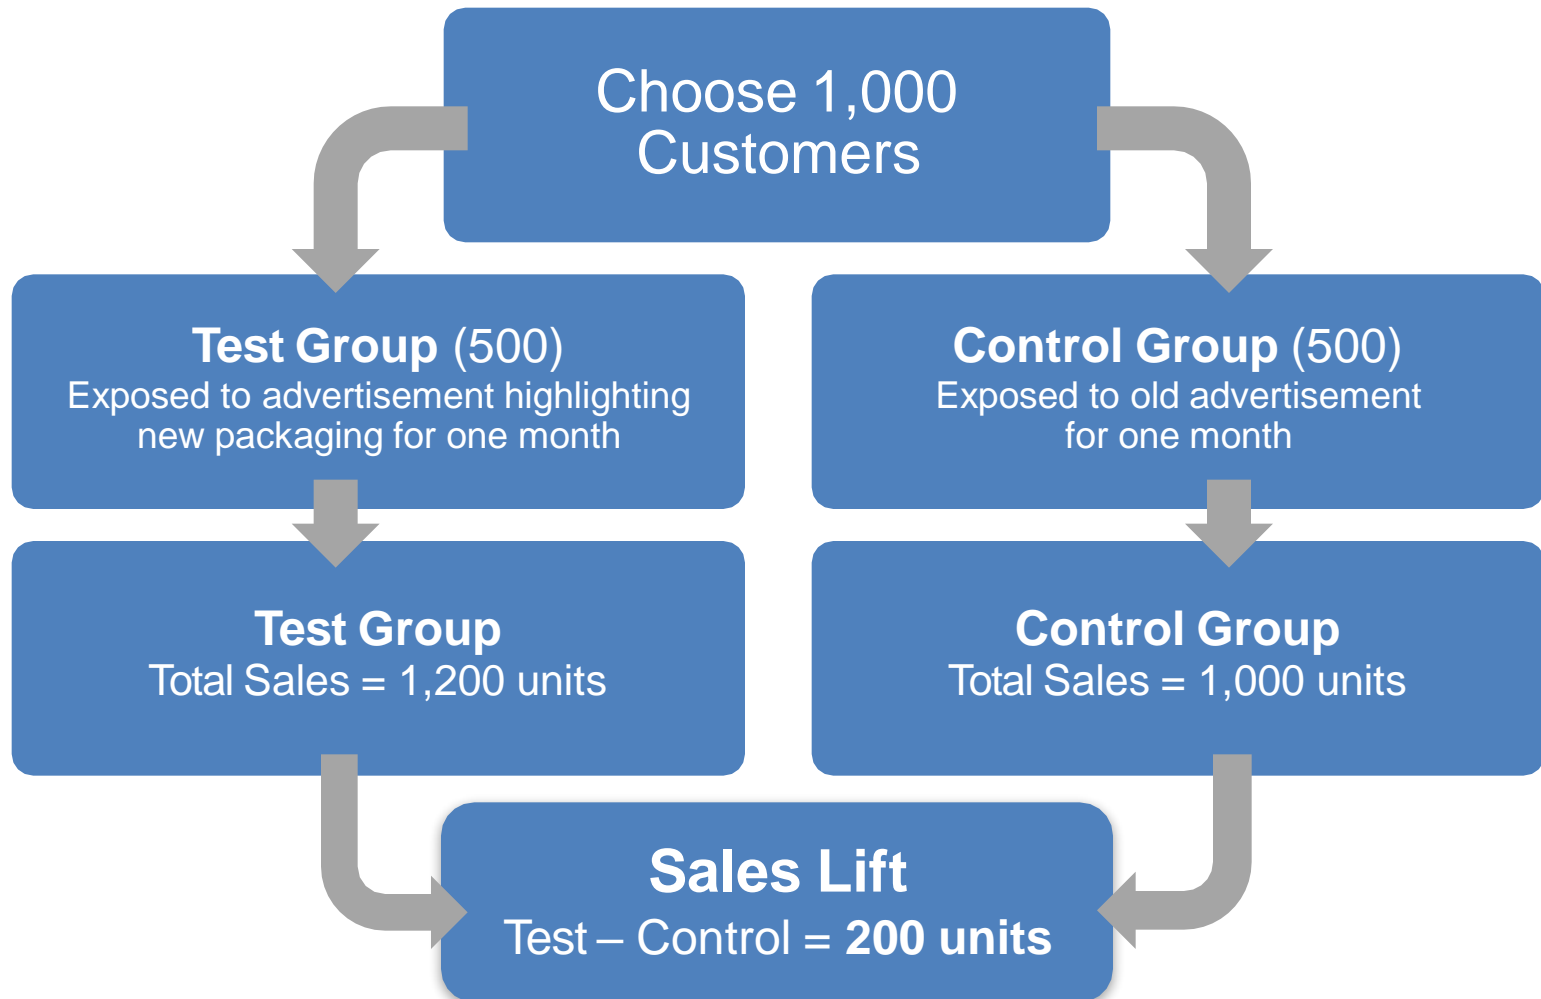 Choose 1,000
Customers
Test Group (500)
Exposed to advertisement highlighting
new packaging for one month
Control Group (500)
Exposed to old advertisement
for one month
Test Group
Total Sales = 1,200 units
Control Group
Total Sales = 1,000 units
Sales Lift
Test – Control = 200 units